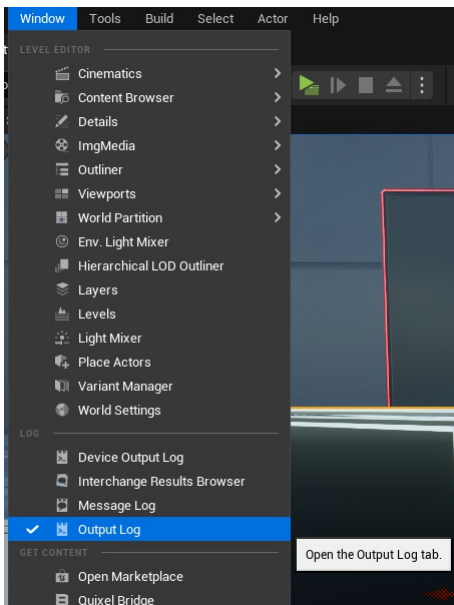 Window Tools Build Select Actor Help
LEVEL EDITOR
Cinematics
Content Browser
Details
ImgMedia
Outliner
Viewports
World Partition
Env. Light Mixer
Hierarchical LOD Outliner
Layers
Levels
Light Mixer
Place Actors
Variant Manager
World Settings
LOG
Device Output Log
Interchange Results Browser
Message Log
Output Log
GET CONTENT
Open the Output Log tab.
Open Marketplace
Quixel Bridge